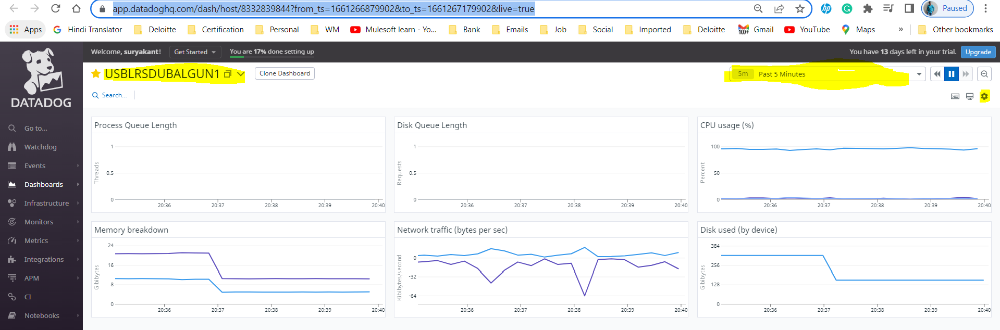 app.datadoghq.com/dash/host/8332839844?from_ts=1661266879902&to_ts=1661267179902&live=true
Paused
Apps Hindi Translator Deloitte Certification Personal WM Mulesoft learn - Yo... Bank Emails Job Social Imported Deloitte 100+ Gmail YouTube Maps » Other bookmarks
Welcome, suryakant! Get Started You are 17% done setting up You have 13 days left in your trial. Upgrade
USBLRSDUBALGUN1 Clone Dashboard 5m Past 5 Minutes
Search...
DATADOG
Go to...
Watchdog
Events
Dashboards
Infrastructure
Monitors
Metrics
Integrations
APM
CI
Notebooks
Process Queue Length
Threads
1
0.5
0
20:36 20:37 20:38 20:39 20:40
Disk Queue Length
Requests
1
0.5
0
20:36 20:37 20:38 20:39 20:40
CPU usage (%)
Percent
100
50
0
20:36 20:37 20:38 20:39 20:40
Memory breakdown
Gibibytes
24
16
8
0
20:36 20:37 20:38 20:39 20:40
Network traffic (bytes per sec)
Kibibytes/second
0
-32
-64
20:36 20:37 20:38 20:39 20:40
Disk used (by device)
Gibibytes
384
256
128
0
20:36 20:37 20:38 20:39 20:40